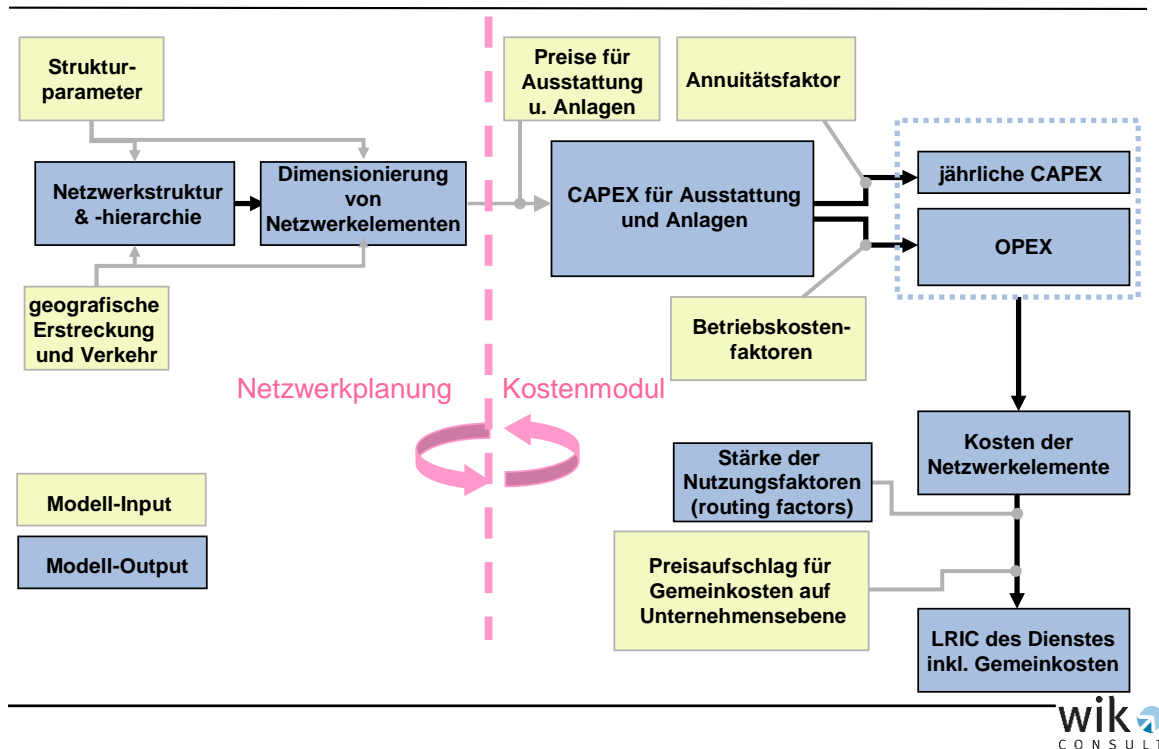 Struktur-
parameter
Preise für
Ausstattung
u. Anlagen
Annuitätsfaktor
Netzwerkstruktur
& -hierarchie
Dimensionierung
von
Netzwerkelementen
CAPEX für Ausstattung
und Anlagen
jährliche CAPEX
OPEX
geografische
Erstreckung
und Verkehr
Betriebskosten-
faktoren
Netzwerkplanung
Kostenmodul
Stärke der
Nutzungsfaktoren
(routing factors)
Kosten der
Netzwerkelemente
Modell-Input
Modell-Output
Preisaufschlag für
Gemeinkosten auf
Unternehmensebene
LRIC des Dienstes
inkl. Gemeinkosten
wik
CONSULT